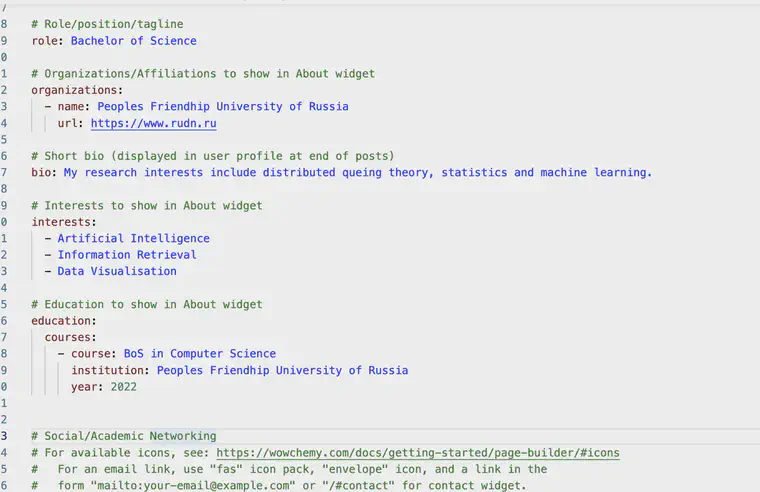 7
8 # Role/position/tagline
9 role: Bachelor of Science
0
1 # Organizations/Affiliations to show in About widget
2 organizations:
3 - name: Peoples Friendhip University of Russia
4 url: https://www.rudn.ru
5
6 # Short bio (displayed in user profile at end of posts)
7 bio: My research interests include distributed queing theory, statistics and machine learning.
8
9 # Interests to show in About widget
0 interests:
1 - Artificial Intelligence
2 - Information Retrieval
3 - Data Visualisation
4
5 # Education to show in About widget
6 education:
7 courses:
8 - course: BoS in Computer Science
9 institution: Peoples Friendhip University of Russia
0 year: 2022
1
2
3 # Social/Academic Networking
4 # For available icons, see: https://wowchemy.com/docs/getting-started/page-builder/#icons
5 # For an email link, use "fas" icon pack, "envelope" icon, and a link in the
6 # form "mailto:your-email@example.com" or "/#contact" for contact widget.